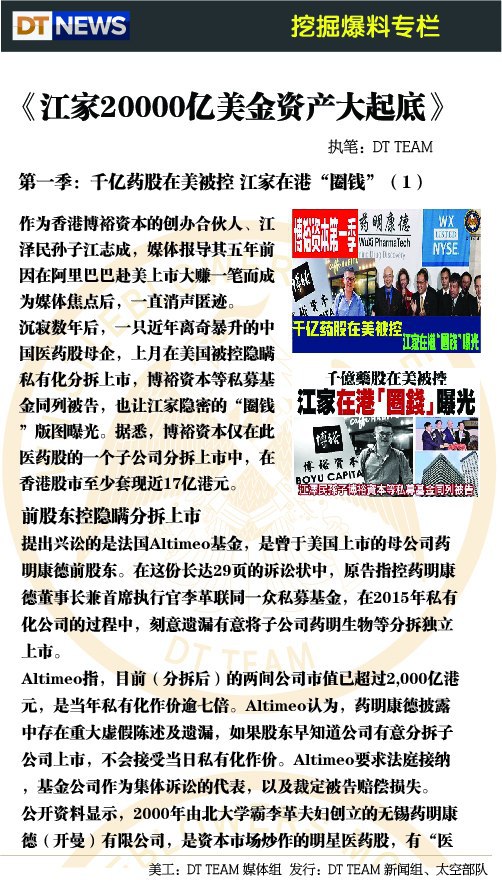 DT NEWS
挖掘爆料专栏
《江家20000亿美金资产大起底》
执笔：DT TEAM
第一季：千亿药股在美被控 江家在港“圈钱”（1）
作为香港博裕资本的创办合伙人、江
泽民孙子江志成，媒体报导其五年前
因在阿里巴巴赴美上市大赚一笔而成
为媒体焦点后，一直消声匿迹。
沉寂数年后，一只近年离奇暴升的中
国医药股母企，上月在美国被控隐瞒
私有化分拆上市，博裕资本等私募基
金同列被告，也让江家隐密的“圈钱
”版图曝光。据悉，博裕资本仅在此
医药股的一个子公司分拆上市中，在
香港股市至少套现近17亿港元。
博裕资本第一季
药明康德
WuXi PharmaTech
WX
LISTED
NYSE
博裕资本
千亿药股在美被控
江家在港“圈钱”曝光
千億藥股在美被控
江家在港「圈錢」曝光
博裕资本
BOYU CAPITAL
江澤民孫子博裕資本等私募基金同列被告
前股东控隐瞒分拆上市
提出兴讼的是法国Altimeo基金，是曾于美国上市的母公司药
明康德前股东。在这份长达29页的诉讼状中，原告指控药明康
德董事长兼首席执行官李革联同一众私募基金，在2015年私有
化公司的过程中，刻意遗漏有意将子公司药明生物等分拆独立
上市。
Altimeo指，目前（分拆后）的两间公司市值已超过2,000亿港
元，是当年私有化作价逾七倍。Altimeo认为，药明康德披露
中存在重大虚假陈述及遗漏，如果股东早知道公司有意分拆子
公司上市，不会接受当日私有化作价。Altimeo要求法庭接纳
，基金公司作为集体诉讼的代表，以及裁定被告赔偿损失。
公开资料显示，2000年由北大学霸李革夫妇创立的无锡药明康
德（开曼）有限公司，是资本市场炒作的明星医药股，有“医
美工：DT TEAM 媒体组 发行：DT TEAM 新闻组、太空部队